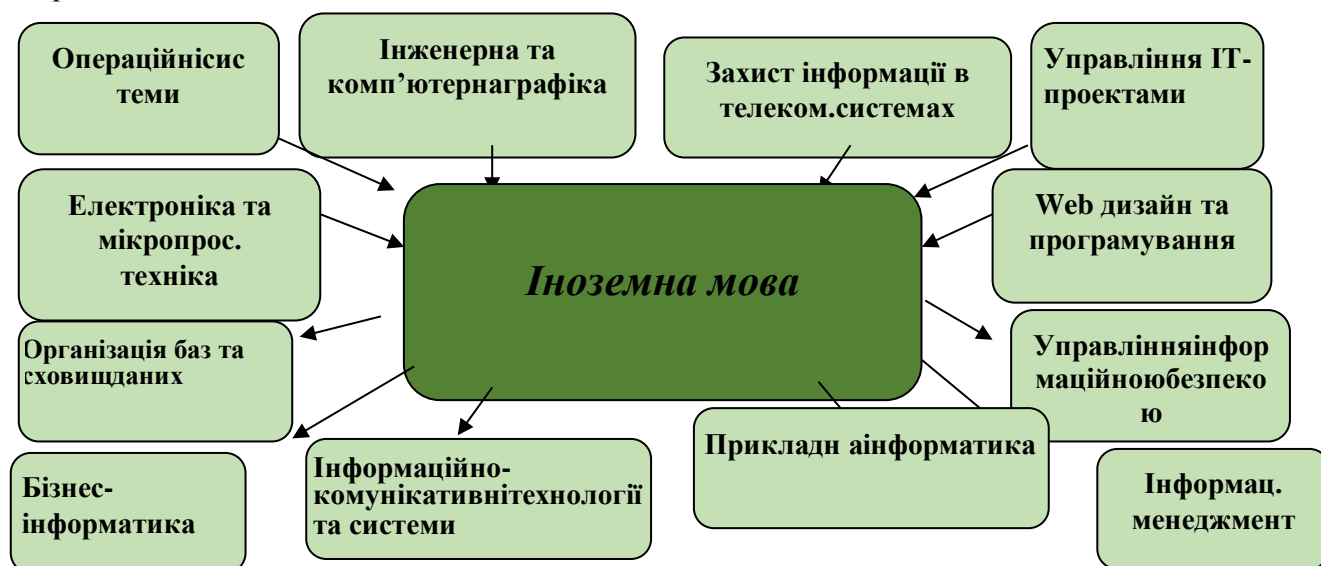 Операційнісис
теми
Інженерна та
комп’ютернаграфіка
Захист інформації в
телеком.системах
Управління ІТ-
проектами
Електроніка та
мікропрос.
техніка
Іноземна мова
Web дизайн та
програмування
Організація баз та
сховищданих
Управлінняінфор
маційноюбезпеко
ю
Бізнес-
інформатика
Інформаційно-
комунікативнітехнології
та системи
Прикладн аінформатика
Інформац.
менеджмент